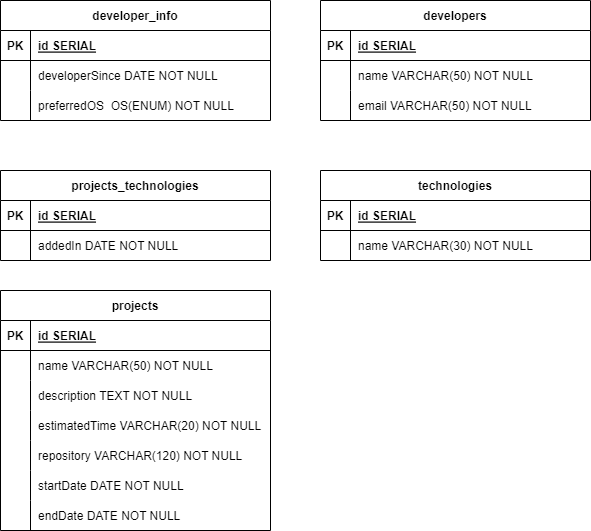 developer_info
PK id SERIAL
developerSince DATE NOT NULL
preferredOS OS(ENUM) NOT NULL
developers
PK id SERIAL
name VARCHAR(50) NOT NULL
email VARCHAR(50) NOT NULL
projects_technologies
PK id SERIAL
addedIn DATE NOT NULL
technologies
PK id SERIAL
name VARCHAR(30) NOT NULL
projects
PK id SERIAL
name VARCHAR(50) NOT NULL
description TEXT NOT NULL
estimatedTime VARCHAR(20) NOT NULL
repository VARCHAR(120) NOT NULL
startDate DATE NOT NULL
endDate DATE NOT NULL